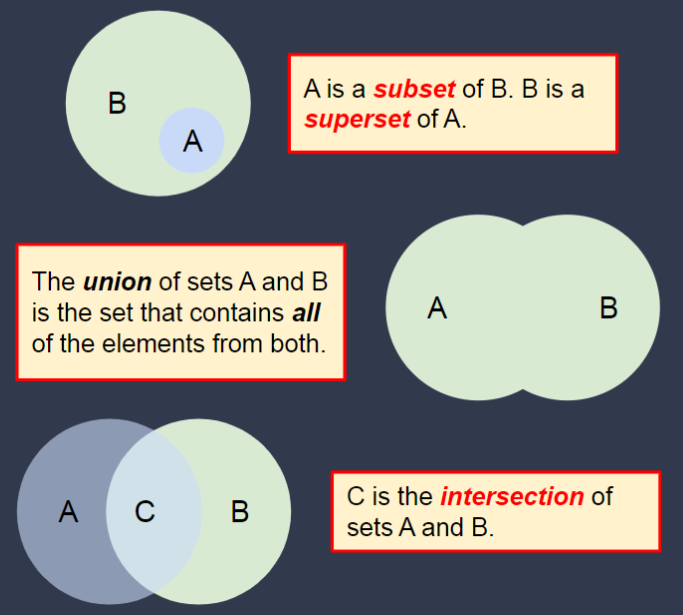 B
A
A is a subset of B. B is a
superset of A.
The union of sets A and B
is the set that contains all
of the elements from both.
A
B
A
C
B
C is the intersection of
sets A and B.